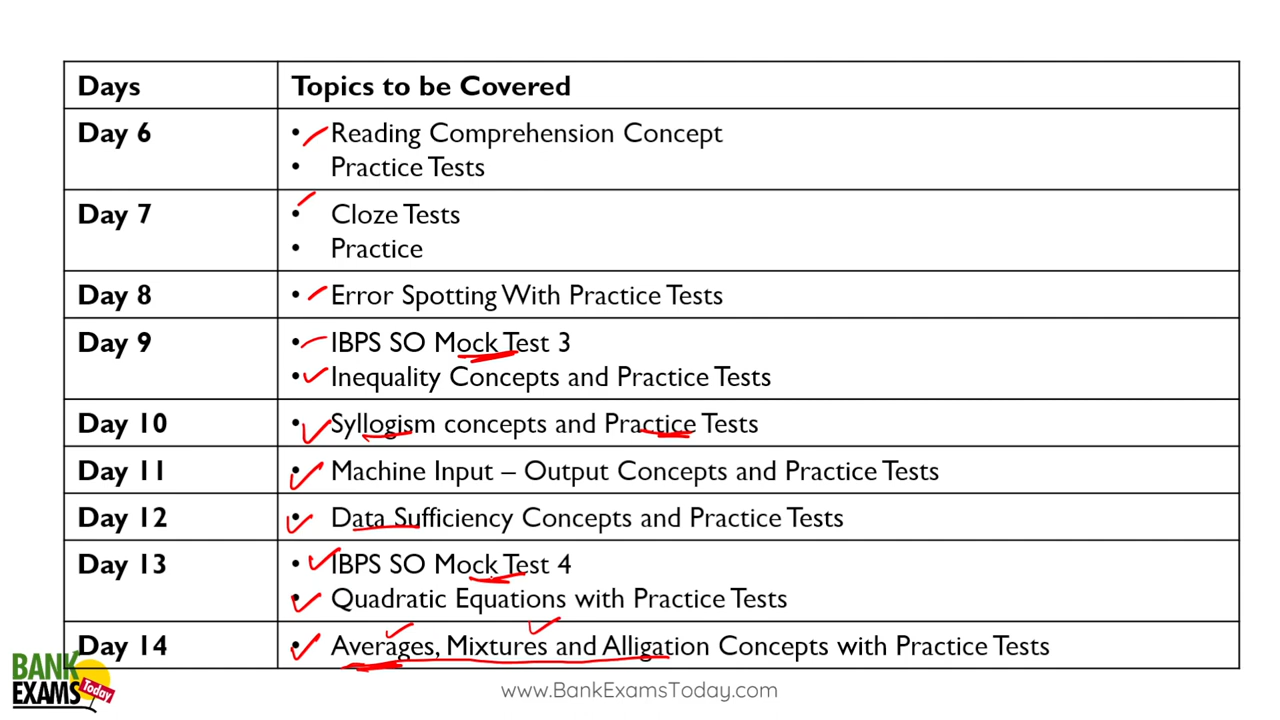 Days Topics to be Covered
Day 6 • Reading Comprehension Concept
• Practice Tests
Day 7 • Cloze Tests
• Practice
Day 8 • Error Spotting With Practice Tests
Day 9 • IBPS SO Mock Test 3
• Inequality Concepts and Practice Tests
Day 10 • Syllogism concepts and Practice Tests
Day 11 • Machine Input – Output Concepts and Practice Tests
Day 12 • Data Sufficiency Concepts and Practice Tests
Day 13 • IBPS SO Mock Test 4
• Quadratic Equations with Practice Tests
Day 14 • Averages, Mixtures and Alligation Concepts with Practice Tests
BANK
EXAMS Today
www.BankExamsToday.com